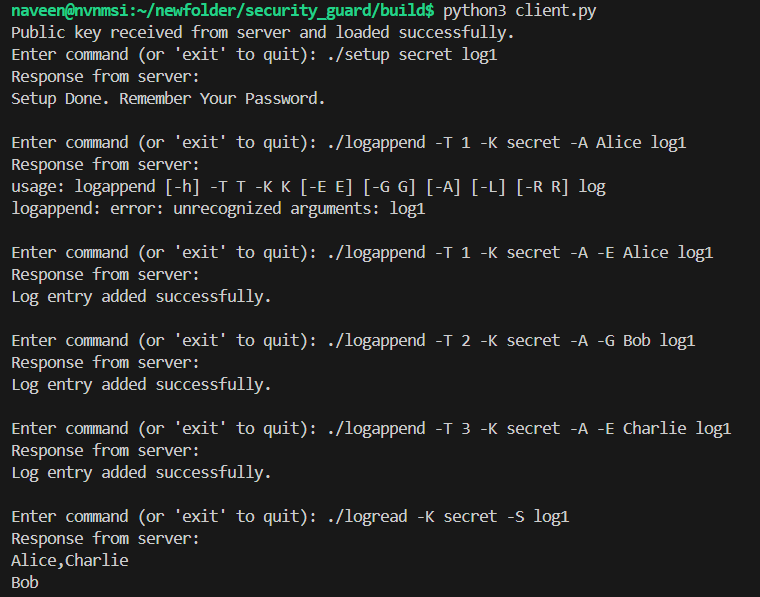 naveen@nvnmsi:~/newfolder/security_guard/build$ python3 client.py
Public key received from server and loaded successfully.
Enter command (or 'exit' to quit): ./setup secret log1
Response from server:
Setup Done. Remember Your Password.
Enter command (or 'exit' to quit): ./logappend -T 1 -K secret -A Alice log1
Response from server:
usage: logappend [-h] -T T -K K [-E E] [-G G] [-A] [-L] [-R R] log
logappend: error: unrecognized arguments: log1
Enter command (or 'exit' to quit): ./logappend -T 1 -K secret -A -E Alice log1
Response from server:
Log entry added successfully.
Enter command (or 'exit' to quit): ./logappend -T 2 -K secret -A -G Bob log1
Response from server:
Log entry added successfully.
Enter command (or 'exit' to quit): ./logappend -T 3 -K secret -A -E Charlie log1
Response from server:
Log entry added successfully.
Enter command (or 'exit' to quit): ./logread -K secret -S log1
Response from server:
Alice,Charlie
Bob